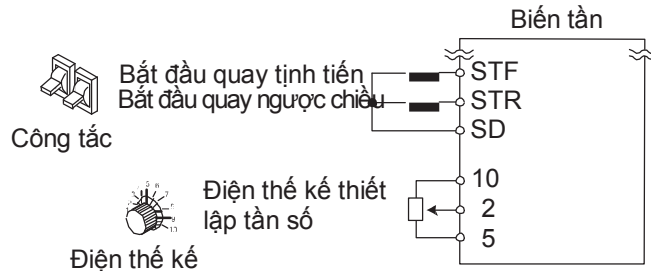 Biến tần
Bắt đầu quay tịnh tiến
Bắt đầu quay ngược chiều
Công tắc
STF
STR
SD
Điện thế kế thiết
lập tần số
Điện thế kế
10
2
5